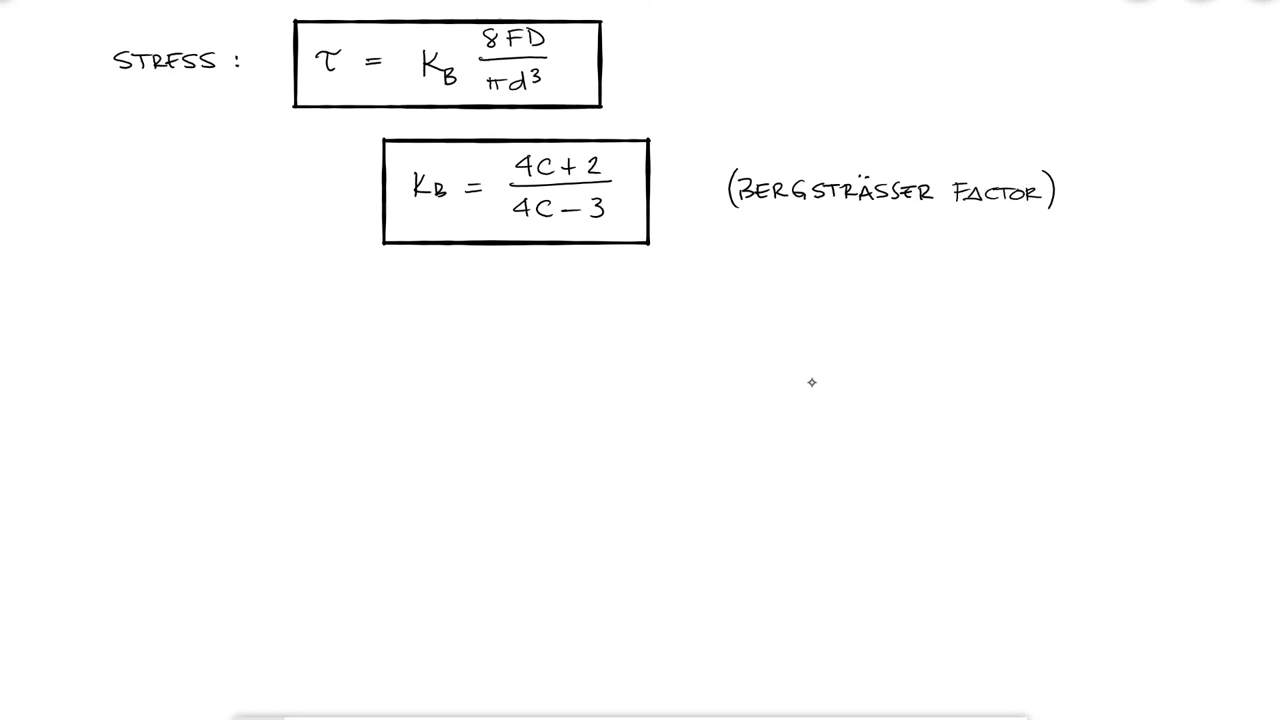 STRESS : τ = K_B 8FD/πd³
K_B = 4C + 2/4C − 3 (BERGSTRÄSSER FACTOR)